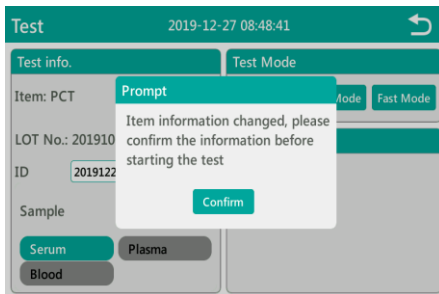 Test 2019-12-27 08:48:41
Test info.
Test Mode
Item: PCT
Prompt
Mode
Fast Mode
Item information changed, please
confirm the information before
starting the test
LOT No.: 201910
ID 2019122
Confirm
Sample
Serum
Plasma
Blood